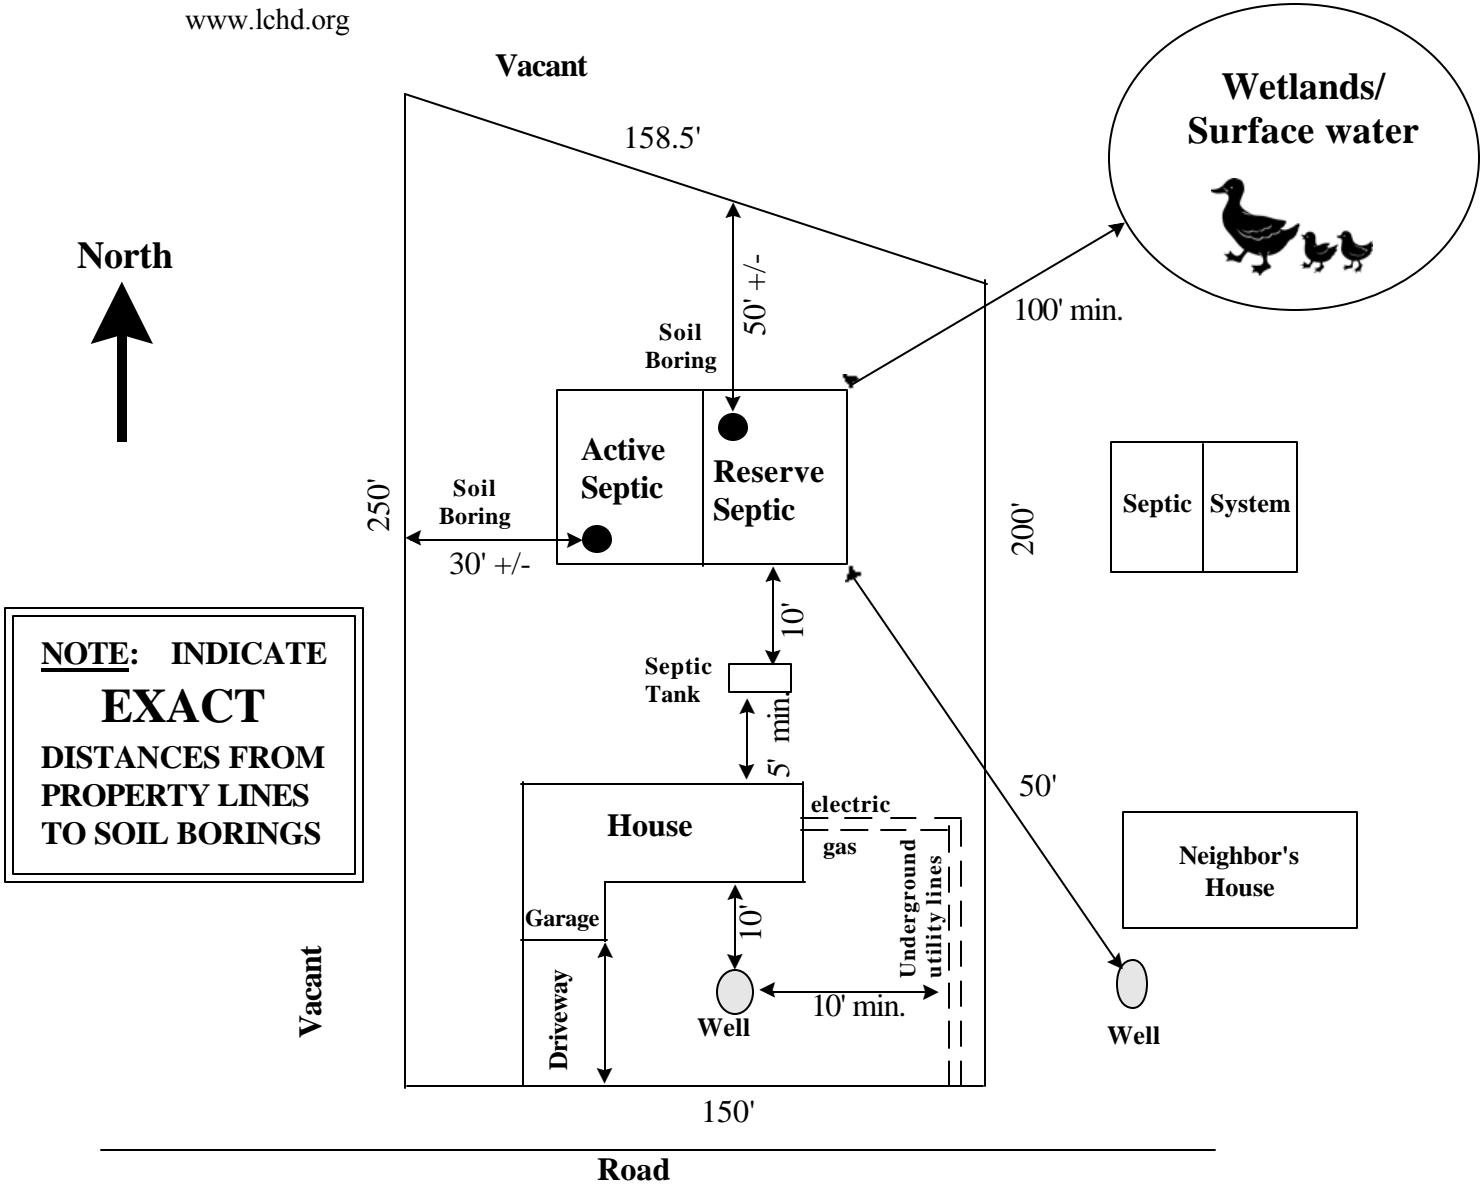 www.lchd.org
Vacant
158.5'
Wetlands/
Surface water
North
50' +/-
100' min.
Soil
Boring
Active
Septic
Reserve
Septic
250'
Soil
Boring
30' +/-
200'
Septic
System
10'
NOTE: INDICATE
EXACT
DISTANCES FROM
PROPERTY LINES
TO SOIL BORINGS
Septic
Tank
5' min.
50'
House
electric
gas
Underground
utility lines
Neighbor's
House
Garage
10'
Vacant
Driveway
10' min.
Well
Well
150'
Road